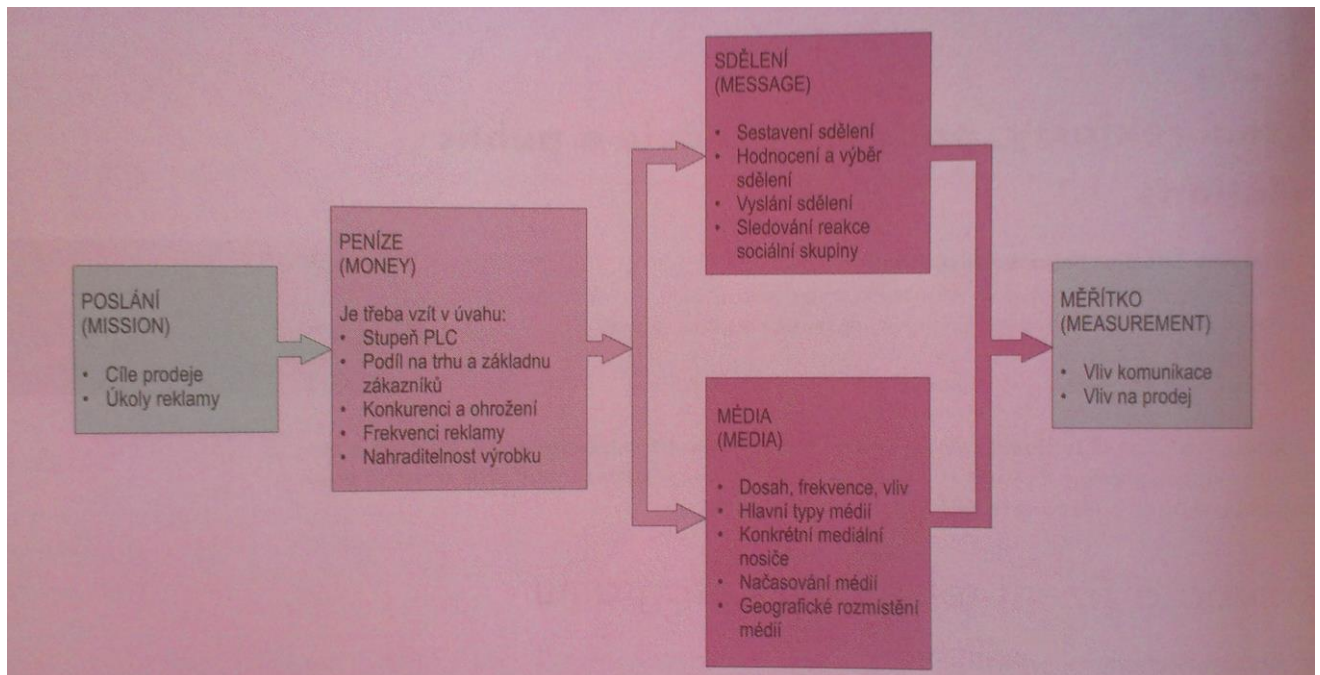 POSLÁNÍ
(MISSION)
• Cíle prodeje
• Úkoly reklamy
PENÍZE
(MONEY)
Je třeba vzít v úvahu:
• Stupeň PLC
• Podíl na trhu a základnu
zákazníků
• Konkurenci a ohrožení
• Frekvenci reklamy
• Nahraditelnost výrobku
SDĚLENÍ
(MESSAGE)
• Sestavení sdělení
• Hodnocení a výběr
sdělení
• Vyslání sdělení
• Sledování reakce
sociální skupiny
MÉDIA
(MEDIA)
• Dosah, frekvence, vliv
• Hlavní typy médií
• Konkrétní mediální
nosiče
• Načasování médií
• Geografické rozmístění
médií
MĚŘÍTKO
(MEASUREMENT)
• Vliv komunikace
• Vliv na prodej